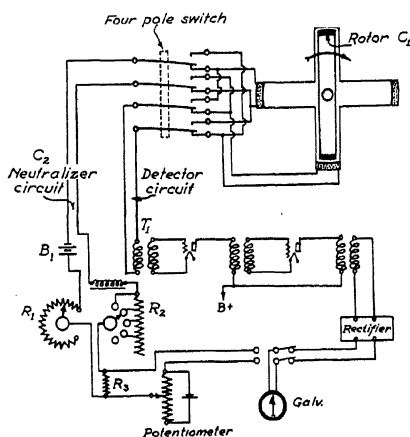 Four pole switch
Rotor C1
C2
Neutralizer
circuit
Detector
circuit
B1
T1
R1
R2
B+
Rectifier
R3
Galv.
Potentiometer